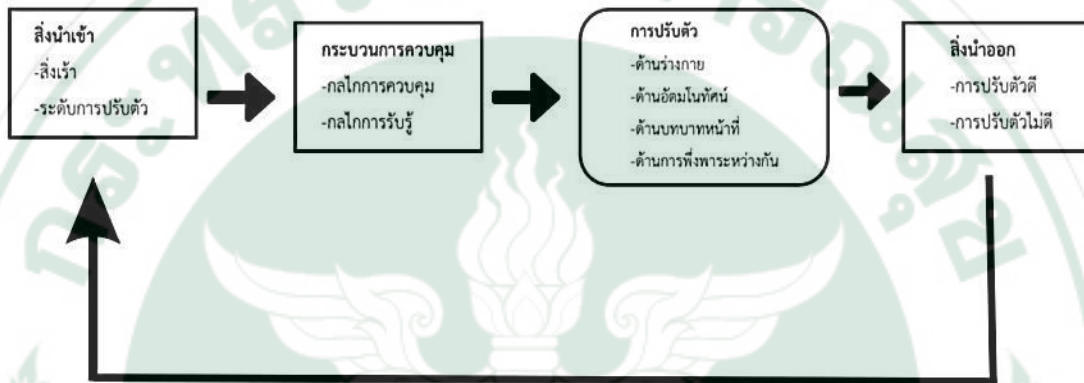 สิ่งนำเข้า
-สิ่งเร้า
-ระดับการปรับตัว
กระบวนการควบคุม
-กลไกการควบคุม
-กลไกการรับรู้
การปรับตัว
-ด้านร่างกาย
-ด้านอัตมโนทัศน์
-ด้านบทบาทหน้าที่
-ด้านการพึ่งพาระหว่างกัน
สิ่งนำออก
-การปรับตัวดี
-การปรับตัวไม่ดี